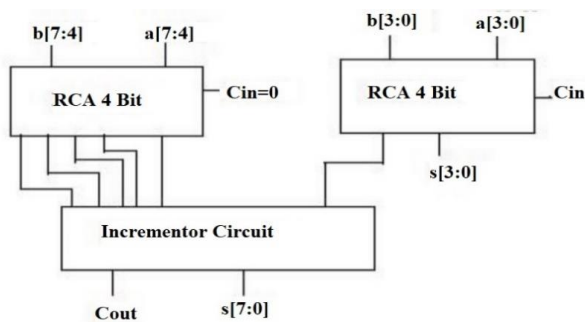 b[7:4] a[7:4]
b[3:0] a[3:0]
RCA 4 Bit
Cin=0
RCA 4 Bit
Cin
s[3:0]
Incrementor Circuit
Cout
s[7:0]